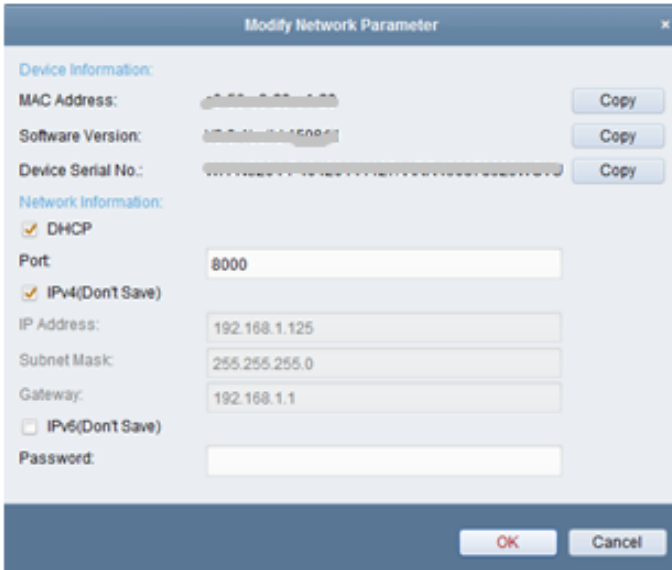 Modify Network Parameter ×
Device Information:
MAC Address: Copy
Software Version: Copy
Device Serial No.: Copy
Network Information:
DHCP
Port: 8000
IPv4(Don't Save)
IP Address: 192.168.1.125
Subnet Mask: 255.255.255.0
Gateway: 192.168.1.1
IPv6(Don't Save)
Password:
OK Cancel